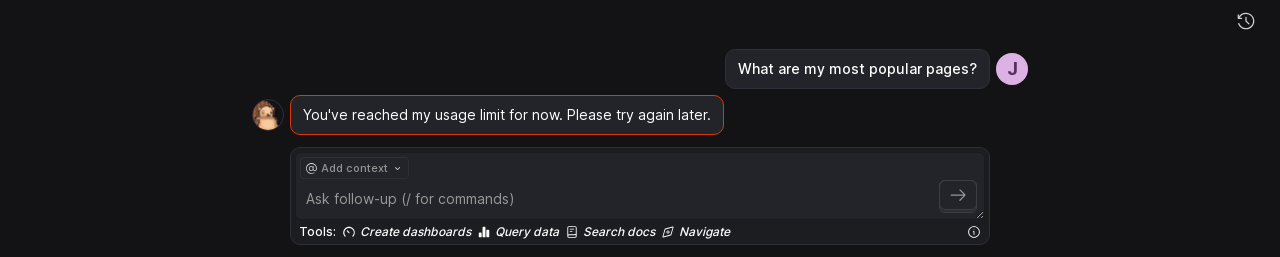 What are my most popular pages?
J
You've reached my usage limit for now. Please try again later.
@ Add context
Ask follow-up (/ for commands)
Tools: Create dashboards Query data Search docs Navigate